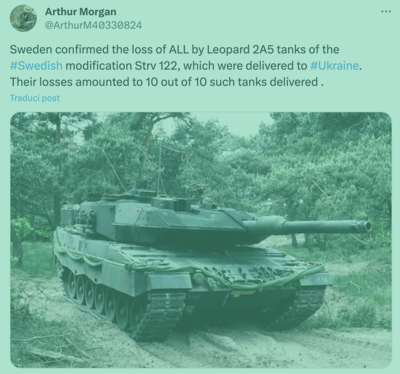 Arthur Morgan
@ArthurM40330824
Sweden confirmed the loss of ALL by Leopard 2A5 tanks of the
#Swedish modification Strv 122, which were delivered to #Ukraine.
Their losses amounted to 10 out of 10 such tanks delivered .
Traduci post